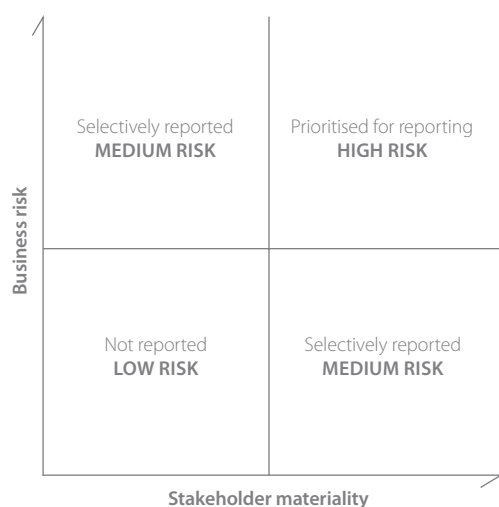 Selectively reported
MEDIUM RISK
Prioritised for reporting
HIGH RISK
Business risk
Not reported
LOW RISK
Selectively reported
MEDIUM RISK
Stakeholder materiality